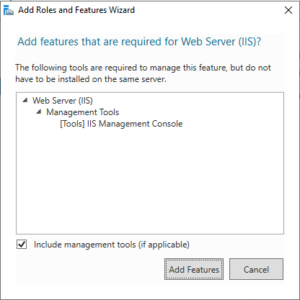 Add Roles and Features Wizard
Add features that are required for Web Server (IIS)?
The following tools are required to manage this feature, but do not
have to be installed on the same server.
Web Server (IIS)
Management Tools
[Tools] IIS Management Console
Include management tools (if applicable)
Add Features
Cancel